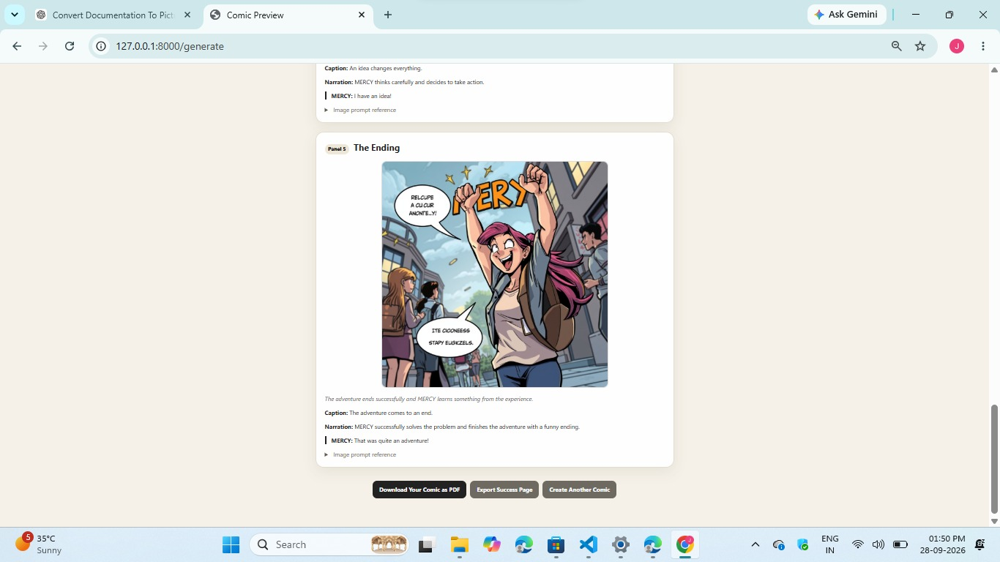 Convert Documentation To Pict
Comic Preview
Ask Gemini
127.0.0.1:8000/generate
J
Caption: An idea changes everything.
Narration: MERCY thinks carefully and decides to take action.
MERCY: I have an idea!
Image prompt reference
Panel 5 The Ending
ERY
RELCUPE
A CU CUR
ANONTE..Y!
ITE CIOONEESS
STAPY EUGKZELS.
The adventure ends successfully and MERCY learns something from the experience.
Caption: The adventure comes to an end.
Narration: MERCY successfully solves the problem and finishes the adventure with a funny ending.
MERCY: That was quite an adventure!
Image prompt reference
Download Your Comic as PDF Export Success Page Create Another Comic
5
35°C
Sunny
Search
ENG
IN
01:50 PM
28-09-2026